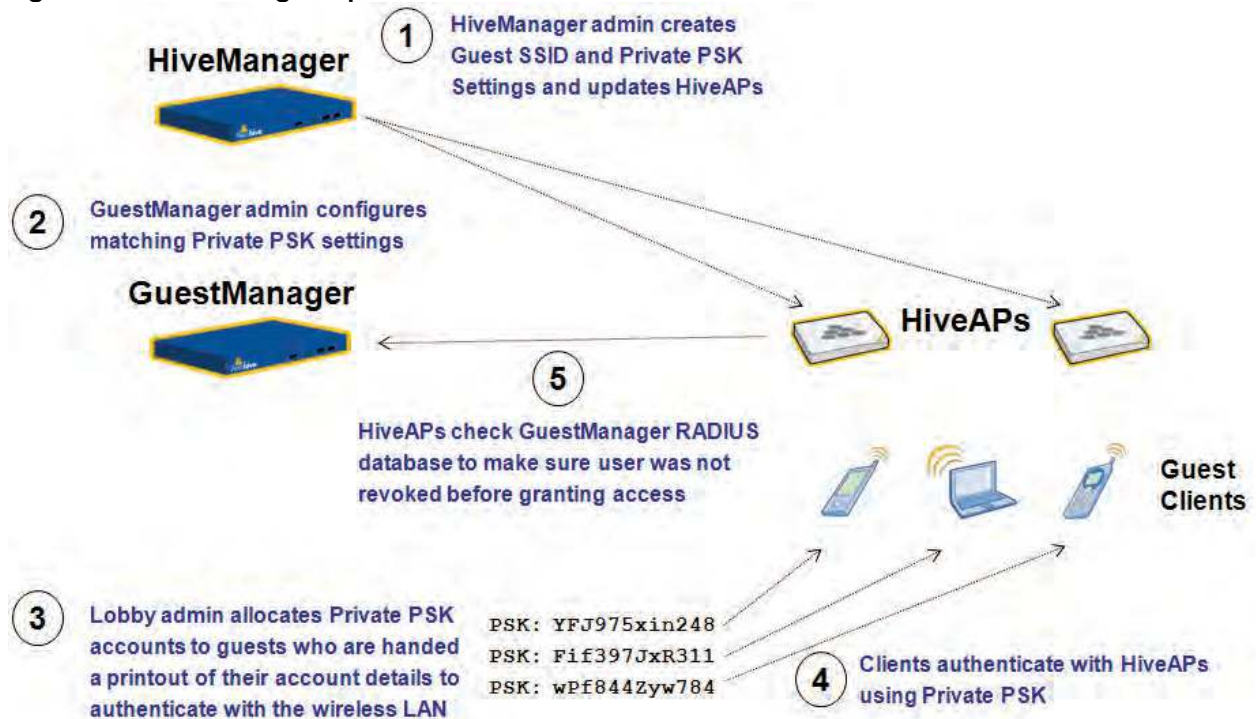 1
HiveManager admin creates
Guest SSID and Private PSK
Settings and updates HiveAPs
HiveManager
2
GuestManager admin configures
matching Private PSK settings
GuestManager
HiveAPs
5
HiveAPs check GuestManager RADIUS
database to make sure user was not
revoked before granting access
Guest
Clients
3
Lobby admin allocates Private PSK
accounts to guests who are handed
a printout of their account details to
authenticate with the wireless LAN
PSK: YFJ975xin248
PSK: Fif397JxR311
PSK: wPf844Zyw784
4
Clients authenticate with HiveAPs
using Private PSK